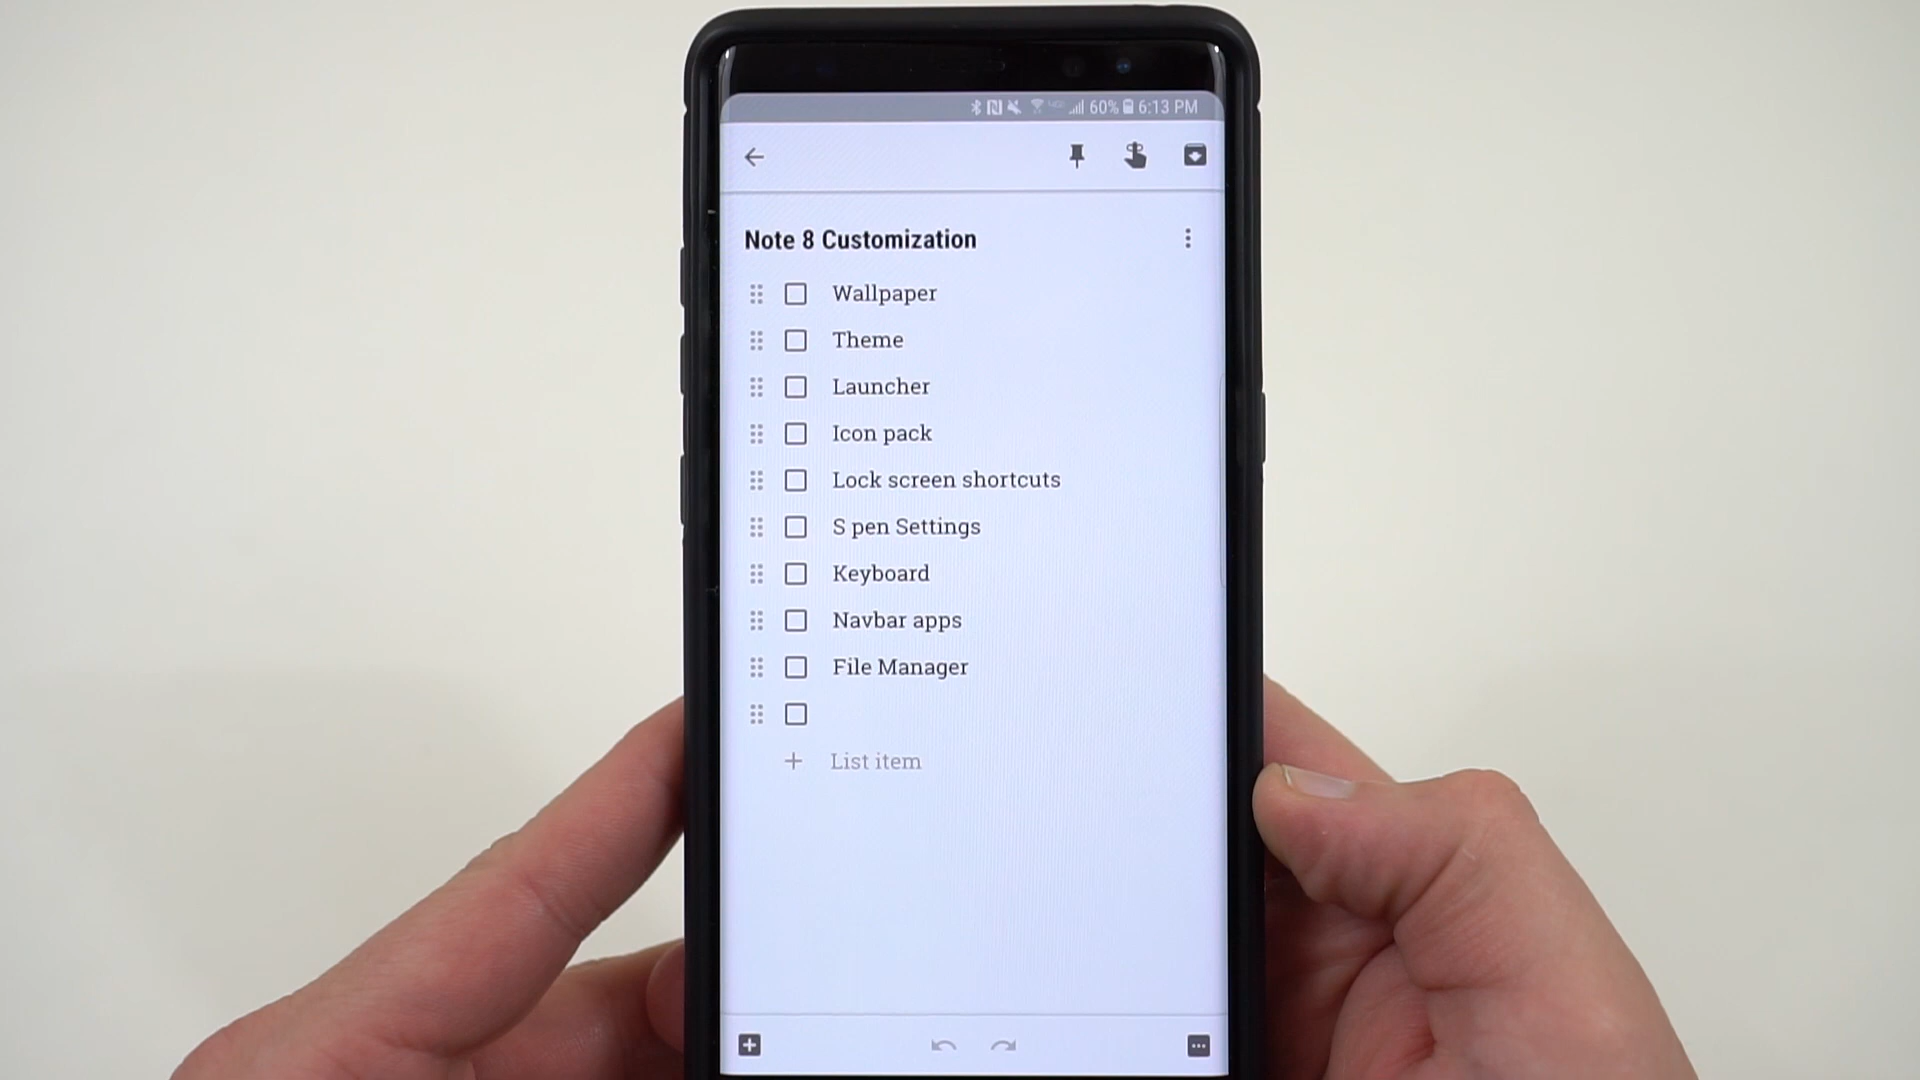 60% 6:13 PM
Note 8 Customization
Wallpaper
Theme
Launcher
Icon pack
Lock screen shortcuts
S pen Settings
Keyboard
Navbar apps
File Manager
List item